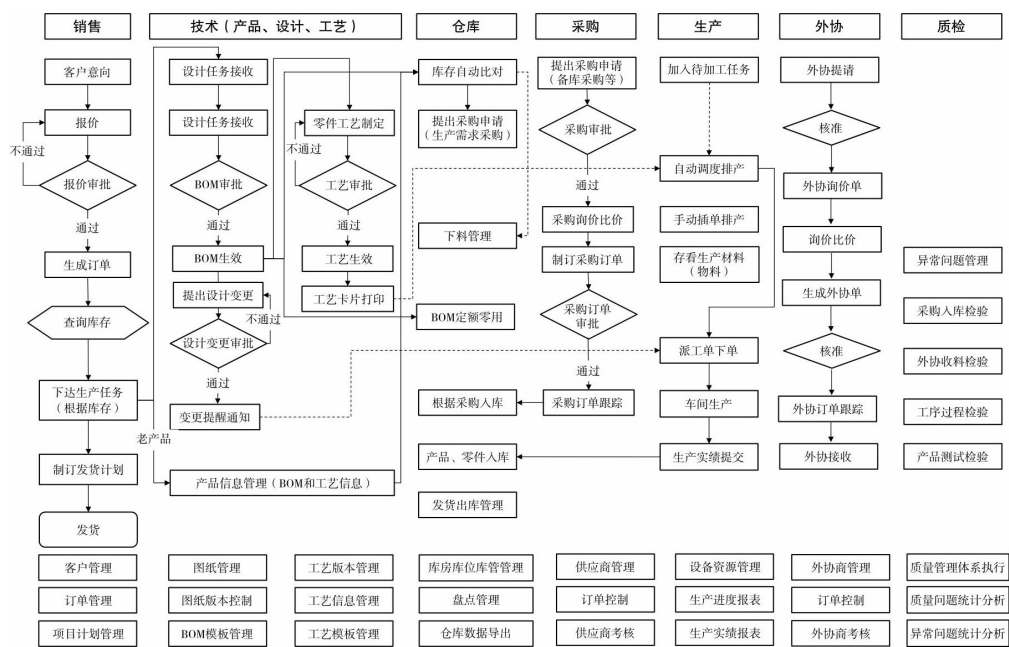 销售
技术（产品、设计、工艺）
仓库
采购
生产
外协
质检
客户意向
报价
不通过
报价审批
通过
生成订单
查询库存
下达生产任务
（根据库存）
老产品
制订发货计划
发货
设计任务接收
设计任务接收
BOM审批
通过
BOM生效
提出设计变更
不通过
设计变更审批
通过
变更提醒通知
产品信息管理（BOM和工艺信息）
零件工艺制定
不通过
工艺审批
通过
工艺生效
工艺卡片打印
库存自动比对
提出采购申请
（生产需求采购）
下料管理
BOM定额零用
根据采购入库
产品、零件入库
发货出库管理
提出采购申请
（备库采购等）
采购审批
通过
采购询价比价
制订采购订单
采购订单
审批
通过
采购订单跟踪
加入待加工任务
自动调度排产
手动插单排产
存看生产材料
（物料）
派工单下单
车间生产
生产实绩提交
外协提请
核准
外协询价单
询价比价
生成外协单
核准
外协订单跟踪
外协接收
异常问题管理
采购入库检验
外协收料检验
工序过程检验
产品测试检验
客户管理
图纸管理
工艺版本管理
库房库位库管管理
供应商管理
设备资源管理
外协商管理
质量管理体系执行
订单管理
图纸版本控制
工艺信息管理
盘点管理
订单控制
生产进度报表
订单控制
质量问题统计分析
项目计划管理
BOM模板管理
工艺模板管理
仓库数据导出
供应商考核
生产实绩报表
外协商考核
异常问题统计分析